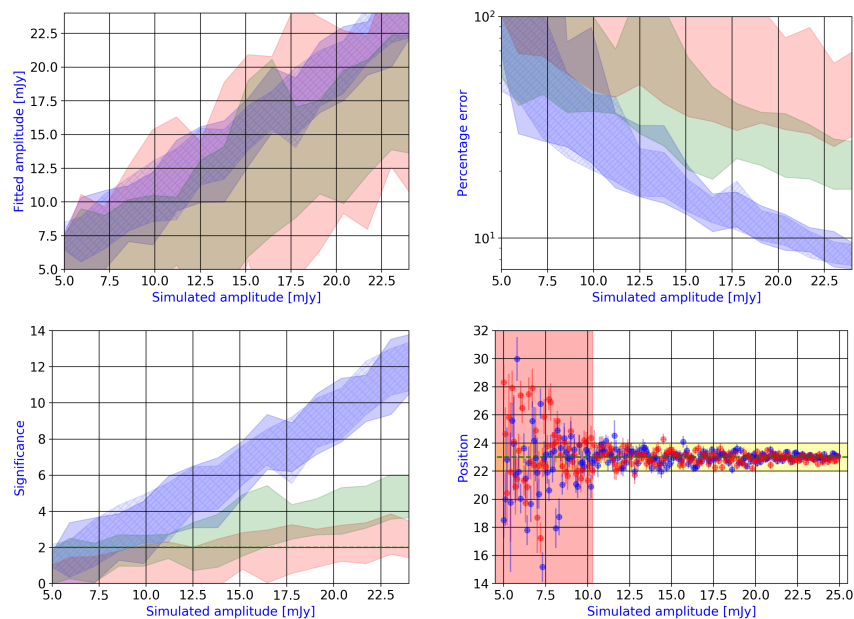 22.5
20.0
17.5
15.0
12.5
10.0
7.5
5.0
Fitted amplitude [mJy]
5.0 7.5 10.0 12.5 15.0 17.5 20.0 22.5
Simulated amplitude [mJy]
10²
10¹
Percentage error
5.0 7.5 10.0 12.5 15.0 17.5 20.0 22.5
Simulated amplitude [mJy]
14
12
10
8
6
4
2
0
Significance
5.0 7.5 10.0 12.5 15.0 17.5 20.0 22.5
Simulated amplitude [mJy]
32
30
28
26
24
22
20
18
16
14
Position
5.0 7.5 10.0 12.5 15.0 17.5 20.0 22.5 25.0
Simulated amplitude [mJy]